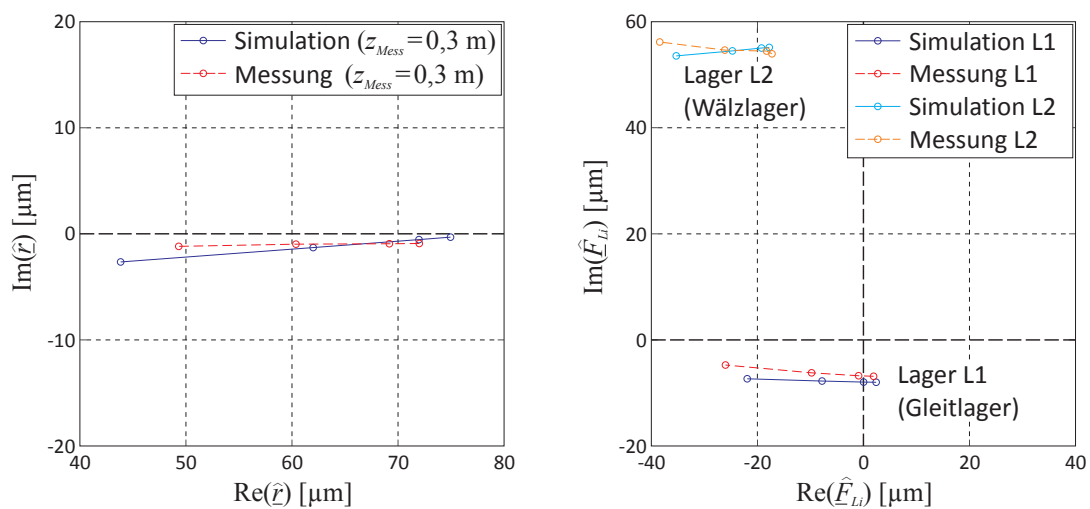 20
10
0
-10
-20
40
50
60
70
80
Im(r̂) [µm]
Re(r̂) [µm]
Simulation (z_Mess = 0,3 m)
Messung (z_Mess = 0,3 m)
60
40
20
0
-20
-40
-20
0
20
40
Im(F̂_Li) [µm]
Re(F̂_Li) [µm]
Simulation L1
Messung L1
Simulation L2
Messung L2
Lager L2
(Wälzlager)
Lager L1
(Gleitlager)